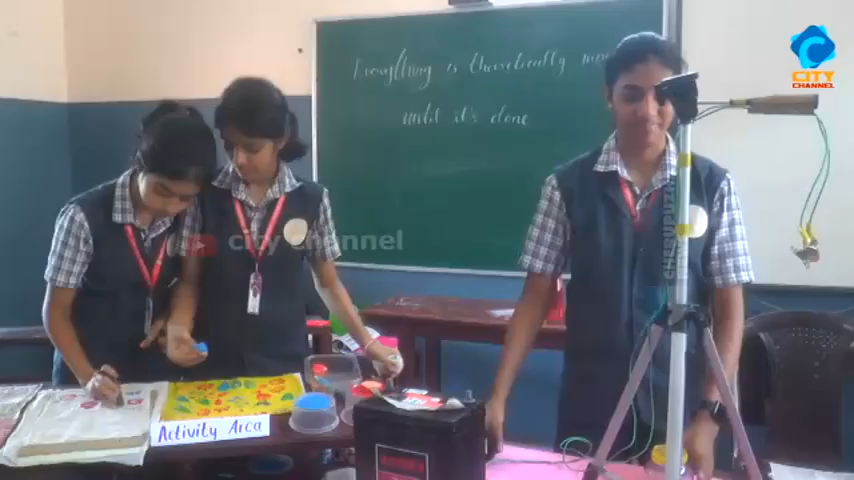 Everything is theoretically
until it's done
CITY
CHANNEL
city channel
Activity Area